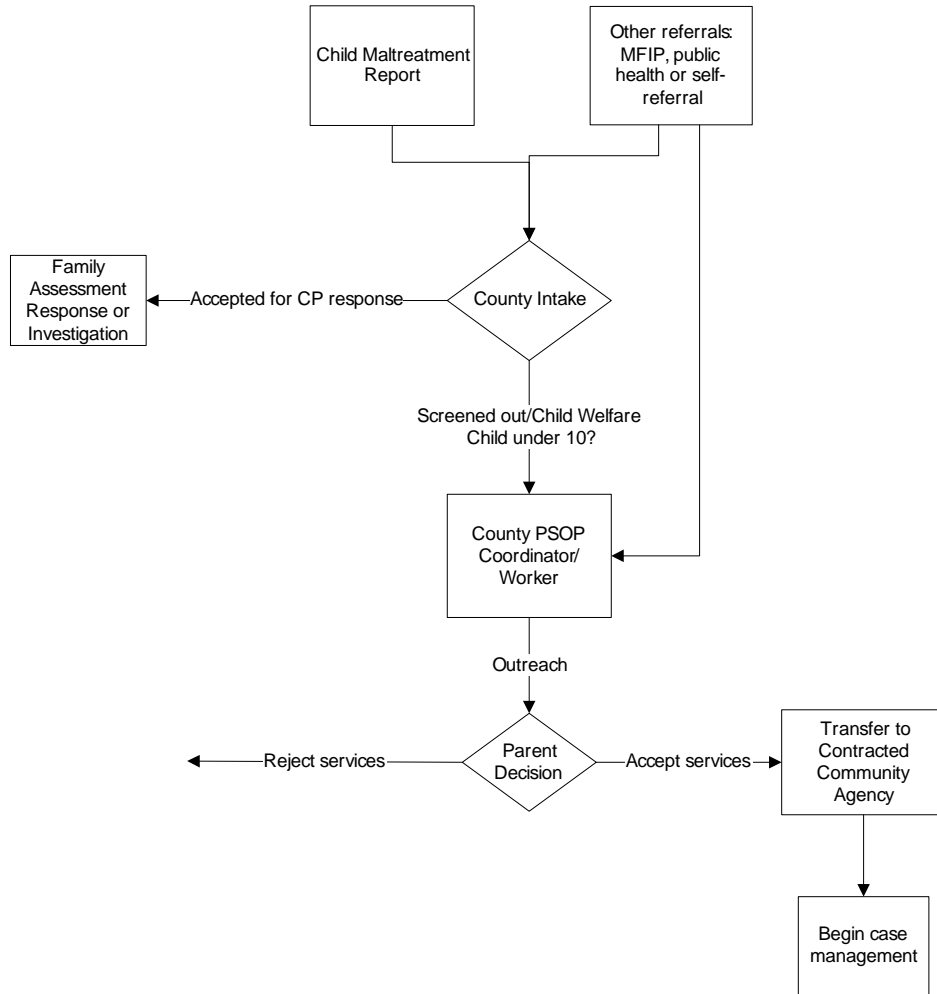 Child Maltreatment
Report
Other referrals:
MFIP, public
health or self-
referral
Family
Assessment
Response or
Investigation
Accepted for CP response
County Intake
Screened out/Child Welfare
Child under 10?
County PSOP
Coordinator/
Worker
Outreach
Reject services
Parent
Decision
Accept services
Transfer to
Contracted
Community
Agency
Begin case
management